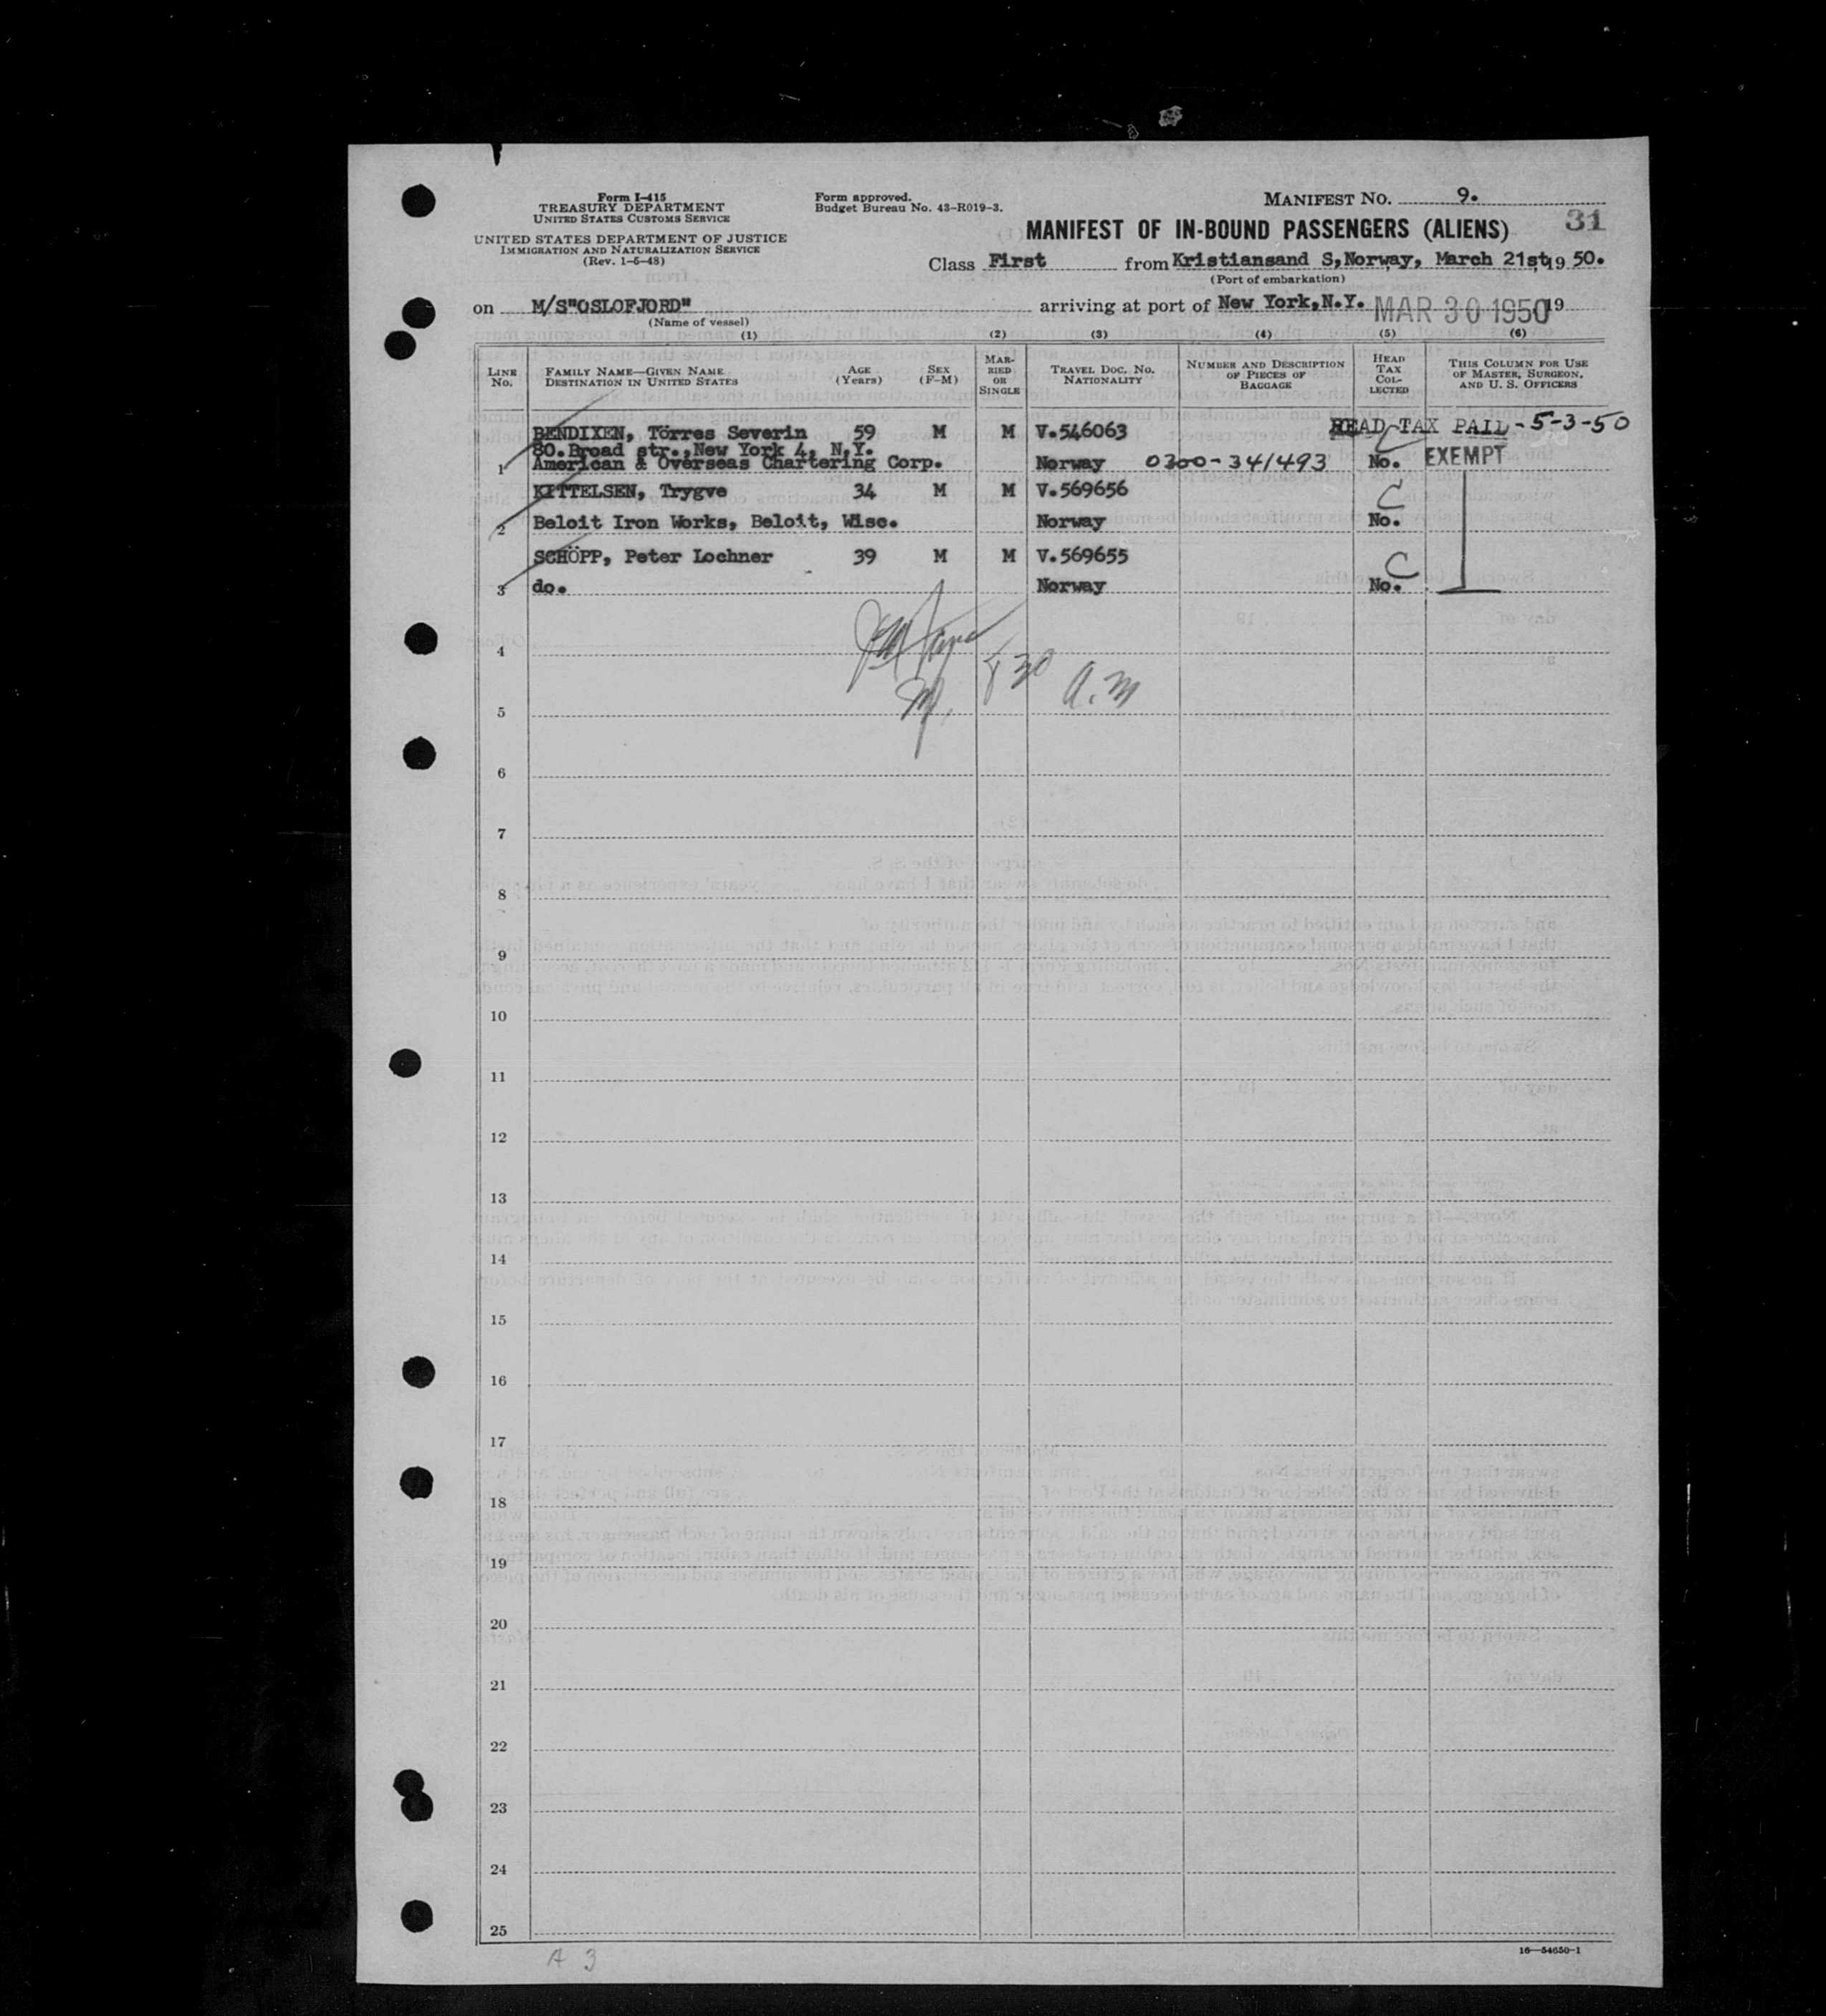 Form I-415
TREASURY DEPARTMENT
UNITED STATES CUSTOMS SERVICE
UNITED STATES DEPARTMENT OF JUSTICE
IMMIGRATION AND NATURALIZATION SERVICE
(Rev. 1-6-48)
Form approved.
Budget Bureau No. 43-R019-3.
MANIFEST NO. 9.
MANIFEST OF IN-BOUND PASSENGERS (ALIENS) 31
Class First from Kristiansand S, Norway, March 21st, 19 50.
(Port of embarkation)
on M/S "OSLOFJORD" arriving at port of New York, N.Y. MAR 30 1950 19
(Name of vessel)
(1) (2) (3) (4) (5) (6)
LINE No. FAMILY NAME—GIVEN NAME DESTINATION IN UNITED STATES AGE (Years) SEX (F-M) MARRIED OR SINGLE TRAVEL DOC. NO. NATIONALITY NUMBER AND DESCRIPTION OF PIECES OF BAGGAGE HEAD TAX COLLECTED THIS COLUMN FOR USE OF MASTER, SURGEON, AND U. S. OFFICERS
BENDIXEN, Torres Severin 59 M M V.546063 HEAD TAX PAID - 5-3-50
80. Broad str., New York 4, N.Y.
1 American & Overseas Chartering Corp. Norway 0300-341493 No. EXEMPT
KITTELSEN, Trygve 34 M M V.569656 C
2 Beloit Iron Works, Beloit, Wisc. Norway No.
SCHÖPP, Peter Lochner 39 M M V.569655 C
3 do. Norway No.
4
830 A.M
5
6
7
8
9
10
11
12
13
14
15
16
17
18
19
20
21
22
23
24
25
A 3
16—54650-1